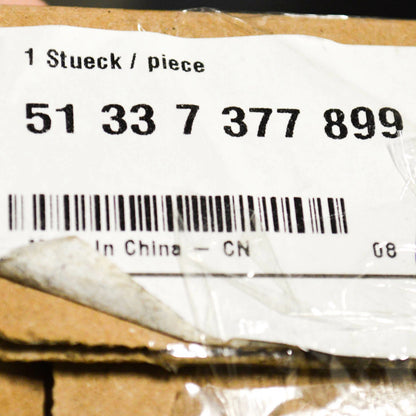 1 Stueck / piece
51 33 7 377 899
In China – CN 08